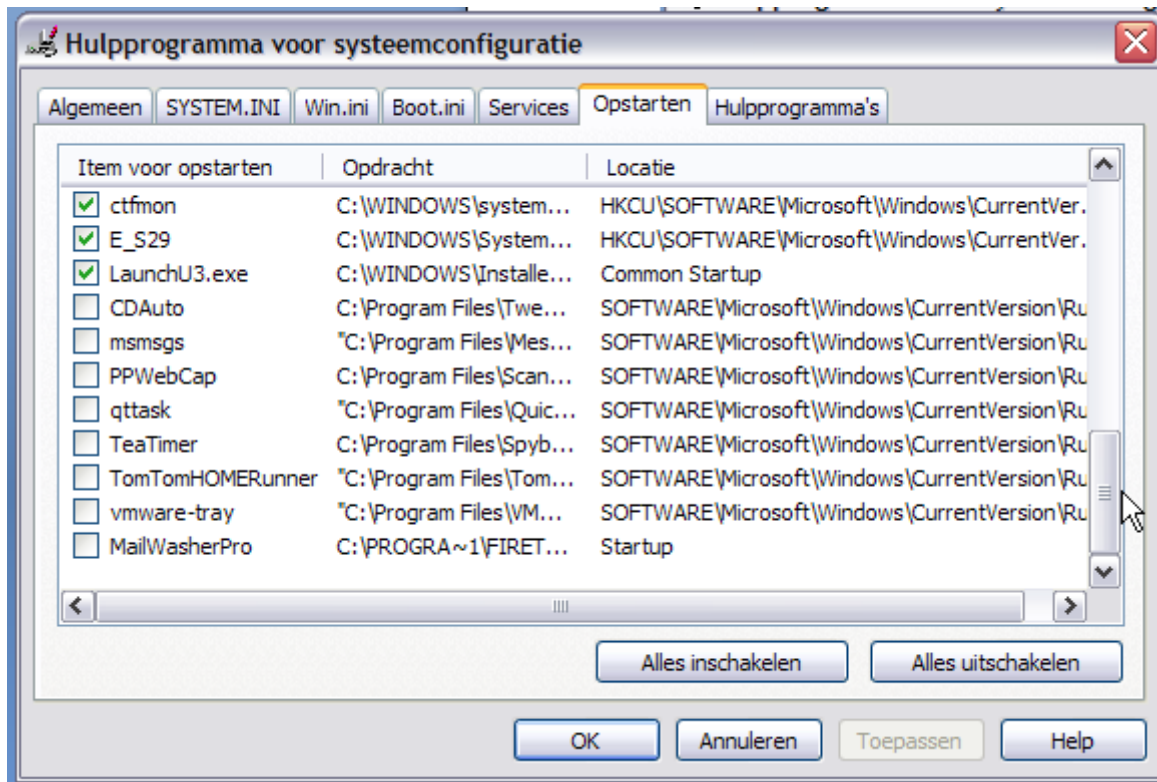 Hulpprogramma voor systeemconfiguratie
Algemeen SYSTEM.INI Win.ini Boot.ini Services Opstarten Hulpprogramma's
Item voor opstarten Opdracht Locatie
ctfmon C:\WINDOWS\system... HKCU\SOFTWARE\Microsoft\Windows\CurrentVer.
E_S29 C:\WINDOWS\System... HKCU\SOFTWARE\Microsoft\Windows\CurrentVer.
LaunchU3.exe C:\WINDOWS\Installe... Common Startup
CDAuto C:\Program Files\Twe... SOFTWARE\Microsoft\Windows\CurrentVersion\Ru
msmsgs "C:\Program Files\Mes... SOFTWARE\Microsoft\Windows\CurrentVersion\Ru
PPWebCap C:\Program Files\Scan... SOFTWARE\Microsoft\Windows\CurrentVersion\Ru
qttask "C:\Program Files\Quic... SOFTWARE\Microsoft\Windows\CurrentVersion\Ru
TeaTimer C:\Program Files\Spyb... SOFTWARE\Microsoft\Windows\CurrentVersion\Ru
TomTomHOMERunner "C:\Program Files\Tom... SOFTWARE\Microsoft\Windows\CurrentVersion\Ru
vmware-tray "C:\Program Files\VM... SOFTWARE\Microsoft\Windows\CurrentVersion\Ru
MailWasherPro C:\PROGRA~1\FIRET... Startup
Alles inschakelen Alles uitschakelen
OK Annuleren Toepassen Help